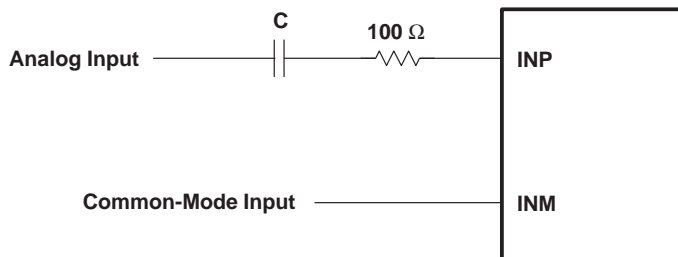 C
100 Ω
Analog Input
INP
Common-Mode Input
INM